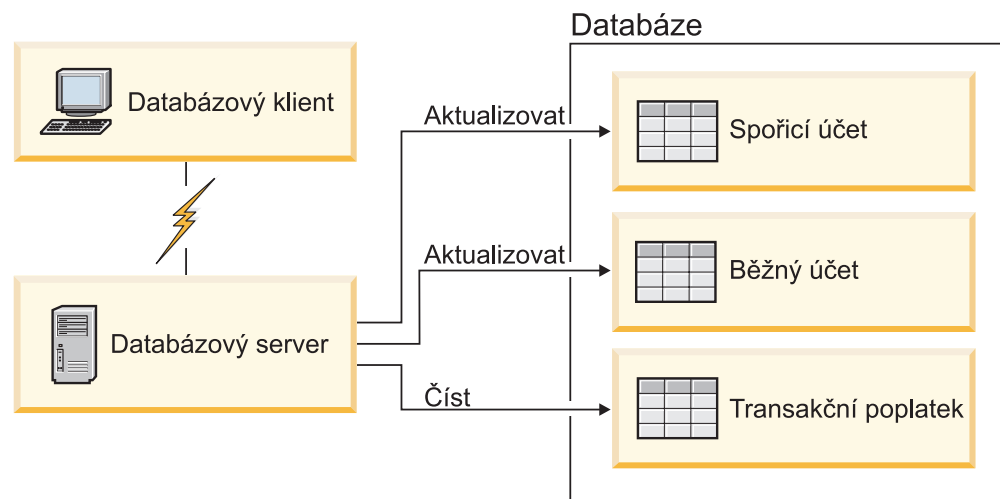 Databáze
Databázový klient
Aktualizovat
Spořicí účet
Aktualizovat
Běžný účet
Databázový server
Číst
Transakční poplatek